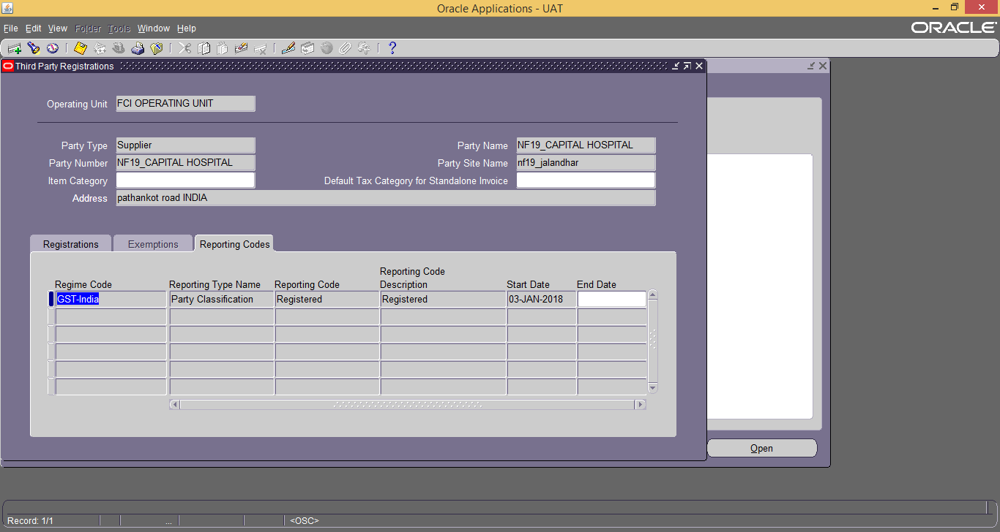 Oracle Applications - UAT
File Edit View Folder Tools Window Help
ORACLE
Third Party Registrations
Operating Unit FCI OPERATING UNIT
Party Type Supplier Party Name NF19_CAPITAL HOSPITAL
Party Number NF19_CAPITAL HOSPITAL Party Site Name nf19_jalandhar
Item Category Default Tax Category for Standalone Invoice
Address pathankot road INDIA
Registrations Exemptions Reporting Codes
Reporting Code
Regime Code Reporting Type Name Reporting Code Description Start Date End Date
GST-India Party Classification Registered Registered 03-JAN-2018
Open
Record: 1/1 ... <OSC>